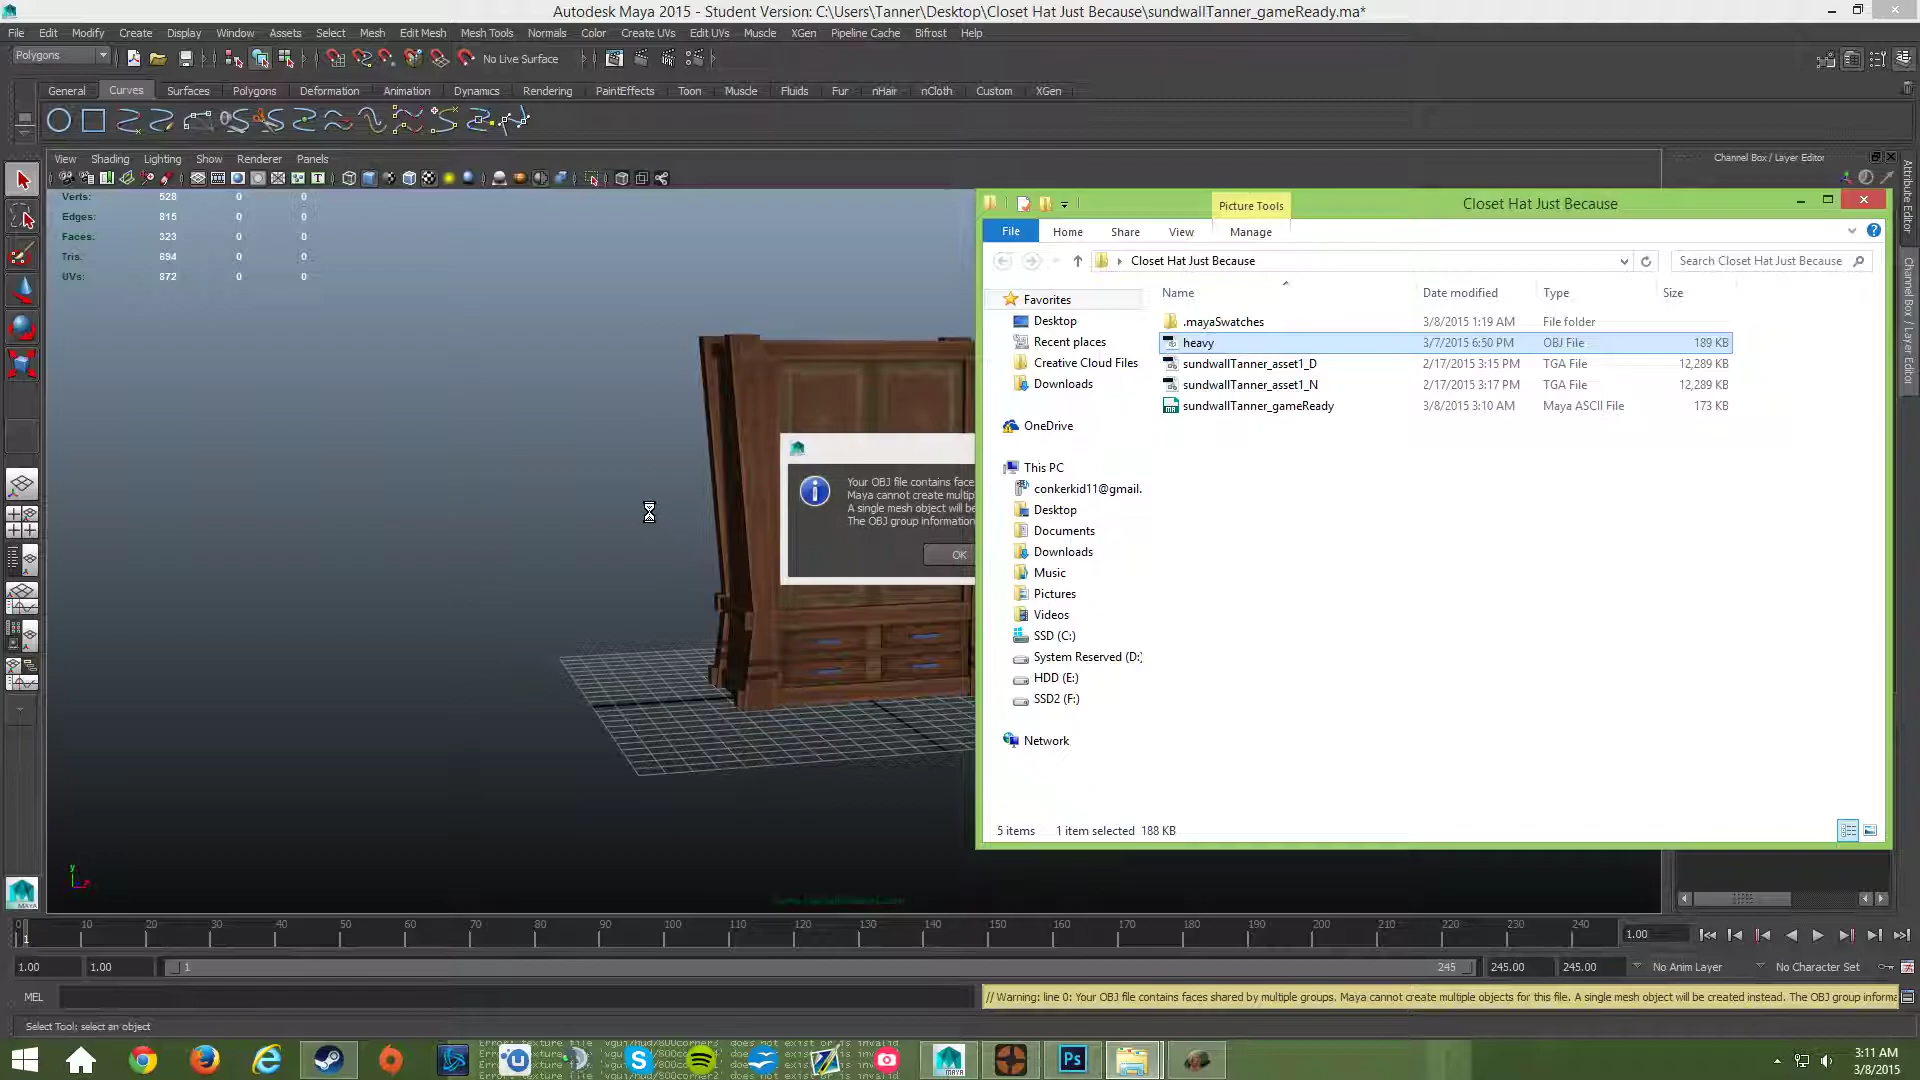 Autodesk Maya 2015 - Student Version: C:\Users\Tanner\Desktop\Closet Hat Just Because\sundwallTanner_gameReady.ma*
File Edit Modify Create Display Window Assets Select Mesh Edit Mesh Mesh Tools Normals Color Create UVs Edit UVs Muscle XGen Pipeline Cache Bifrost Help
Polygons
No Live Surface
General Curves Surfaces Polygons Deformation Animation Dynamics Rendering PaintEffects Toon Muscle Fluids Fur nHair nCloth Custom XGen
View Shading Lighting Show Renderer Panels
Channel Box / Layer Editor
Attribute Editor
Channel Box / Layer Editor
Verts: 528 0 0
Edges: 815 0 0
Faces: 323 0 0
Tris: 694 0 0
UVs: 872 0 0
Picture Tools
Closet Hat Just Because
File Home Share View Manage
Closet Hat Just Because
Search Closet Hat Just Because
Name Date modified Type Size
.mayaSwatches 3/8/2015 1:19 AM File folder
heavy 3/7/2015 6:50 PM OBJ File 189 KB
sundwallTanner_asset1_D 2/17/2015 3:15 PM TGA File 12,289 KB
sundwallTanner_asset1_N 2/17/2015 3:17 PM TGA File 12,289 KB
sundwallTanner_gameReady 3/8/2015 3:10 AM Maya ASCII File 173 KB
Favorites
Desktop
Recent places
Creative Cloud Files
Downloads
OneDrive
This PC
conkerkid11@gmail.
Desktop
Documents
Downloads
Music
Pictures
Videos
SSD (C:)
System Reserved (D:)
HDD (E:)
SSD2 (F:)
Network
5 items 1 item selected 188 KB
Your OBJ file contains face
Maya cannot create multip
A single mesh object will be
The OBJ group information
OK
y
0 10 20 30 40 50 60 70 80 90 100 110 120 130 140 150 160 170 180 190 200 210 220 230 240
1
1.00
1.00 1.00 1 245 245.00 245.00 No Anim Layer No Character Set
MEL
// Warning: line 0: Your OBJ file contains faces shared by multiple groups. Maya cannot create multiple objects for this file. A single mesh object will be created instead. The OBJ group informa
Select Tool: select an object
MAYA
Ps
3:11 AM
3/8/2015